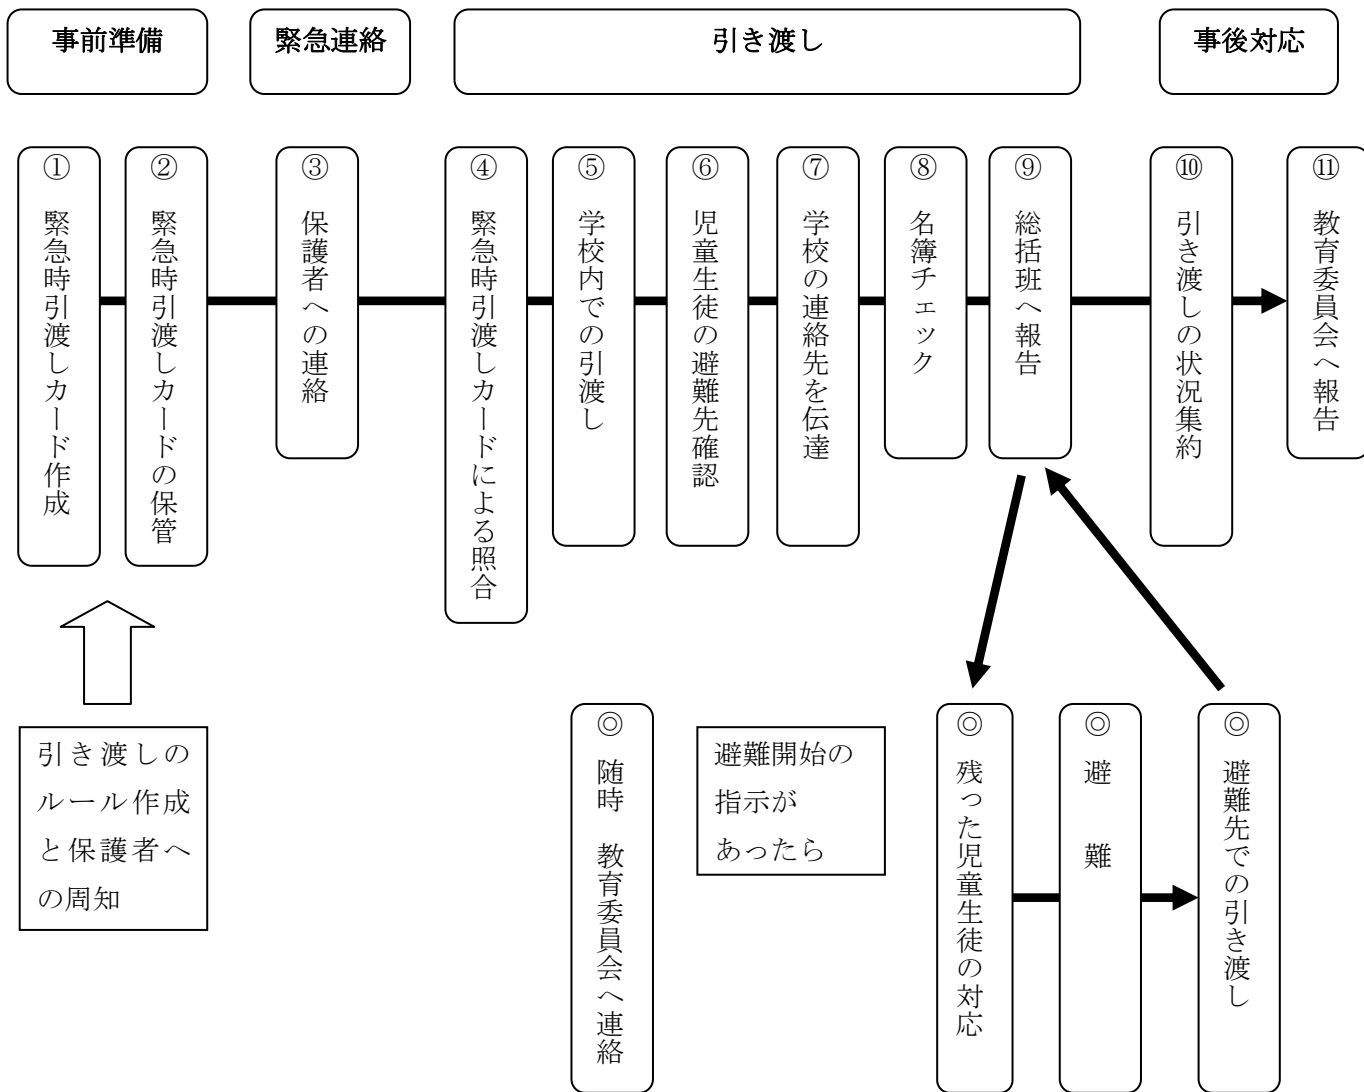 事前準備
緊急連絡
引き渡し
事後対応
① 緊急時引渡しカード作成
② 緊急時引渡しカードの保管
③ 保護者への連絡
④ 緊急時引渡しカードによる照合
⑤ 学校内での引渡し
⑥ 児童生徒の避難先確認
⑦ 学校の連絡先を伝達
⑧ 名簿チェック
⑨ 総括班へ報告
⑩ 引き渡しの状況集約
⑪ 教育委員会へ報告
引き渡しの
ルール作成
と保護者へ
の周知
◎ 随時 教育委員会へ連絡
避難開始の
指示が
あったら
◎ 残った児童生徒の対応
◎ 避 難
◎ 避難先での引き渡し